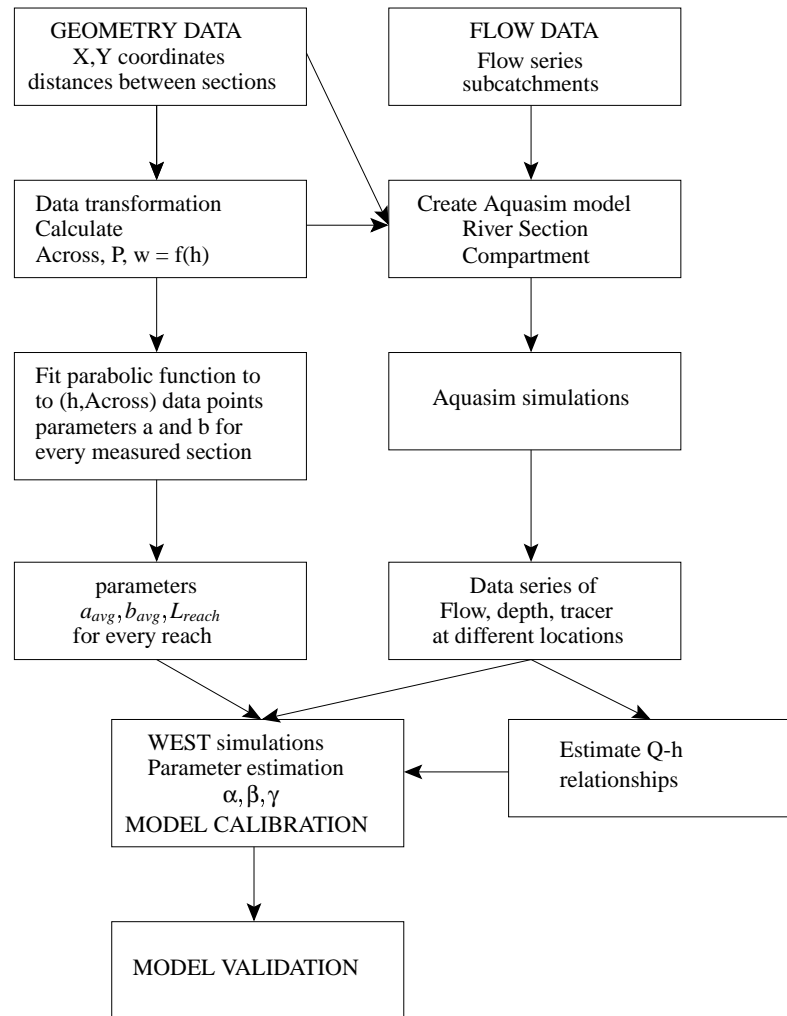 GEOMETRY DATA
X,Y coordinates
distances between sections
FLOW DATA
Flow series
subcatchments
Data transformation
Calculate
Across, P, w = f(h)
Create Aquasim model
River Section
Compartment
Fit parabolic function to
to (h,Across) data points
parameters a and b for
every measured section
Aquasim simulations
parameters
a_avg, b_avg, L_reach
for every reach
Data series of
Flow, depth, tracer
at different locations
WEST simulations
Parameter estimation
α, β, γ
MODEL CALIBRATION
Estimate Q-h
relationships
MODEL VALIDATION